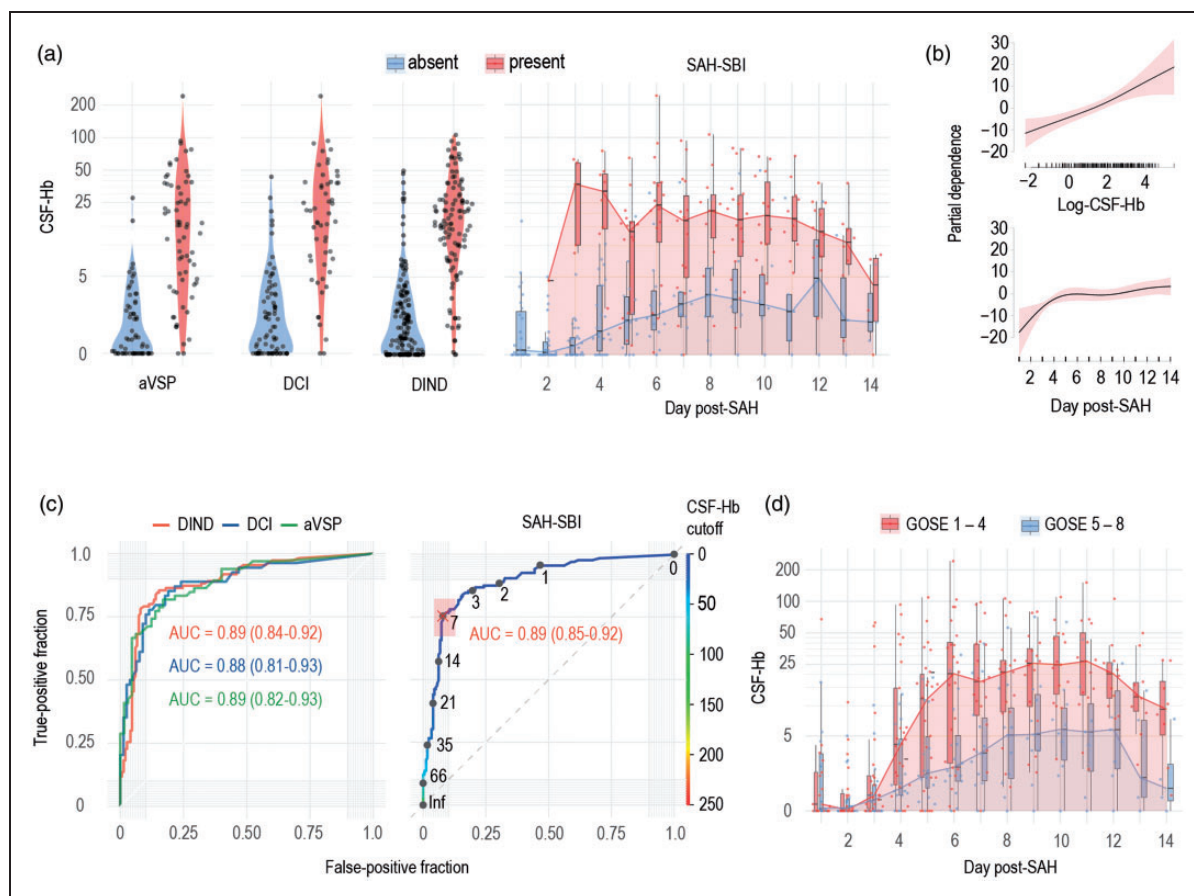 (a)
absent
present
SAH-SBI
CSF-Hb
200
100
50
25
5
0
aVSP
DCI
DIND
2
4
6
8
10
12
14
Day post-SAH
(b)
Partial dependence
30
20
10
0
−10
−20
−2
0
2
4
Log-CSF-Hb
30
20
10
0
−10
−20
1 2
4
6
8
10
12
14
Day post-SAH
(c)
DIND
DCI
aVSP
True-positive fraction
1.0
0.75
0.50
0.25
0
AUC = 0.89 (0.84-0.92)
AUC = 0.88 (0.81-0.93)
AUC = 0.89 (0.82-0.93)
0
0.25
0.50
0.75
1.0
SAH-SBI
CSF-Hb
cutoff
0
1
2
3
7
14
21
35
66
Inf
AUC = 0.89 (0.85-0.92)
0
50
100
150
200
250
0
0.25
0.50
0.75
1.0
False-positive fraction
(d)
GOSE 1 – 4
GOSE 5 – 8
CSF-Hb
200
100
50
25
5
0
2
4
6
8
10
12
14
Day post-SAH